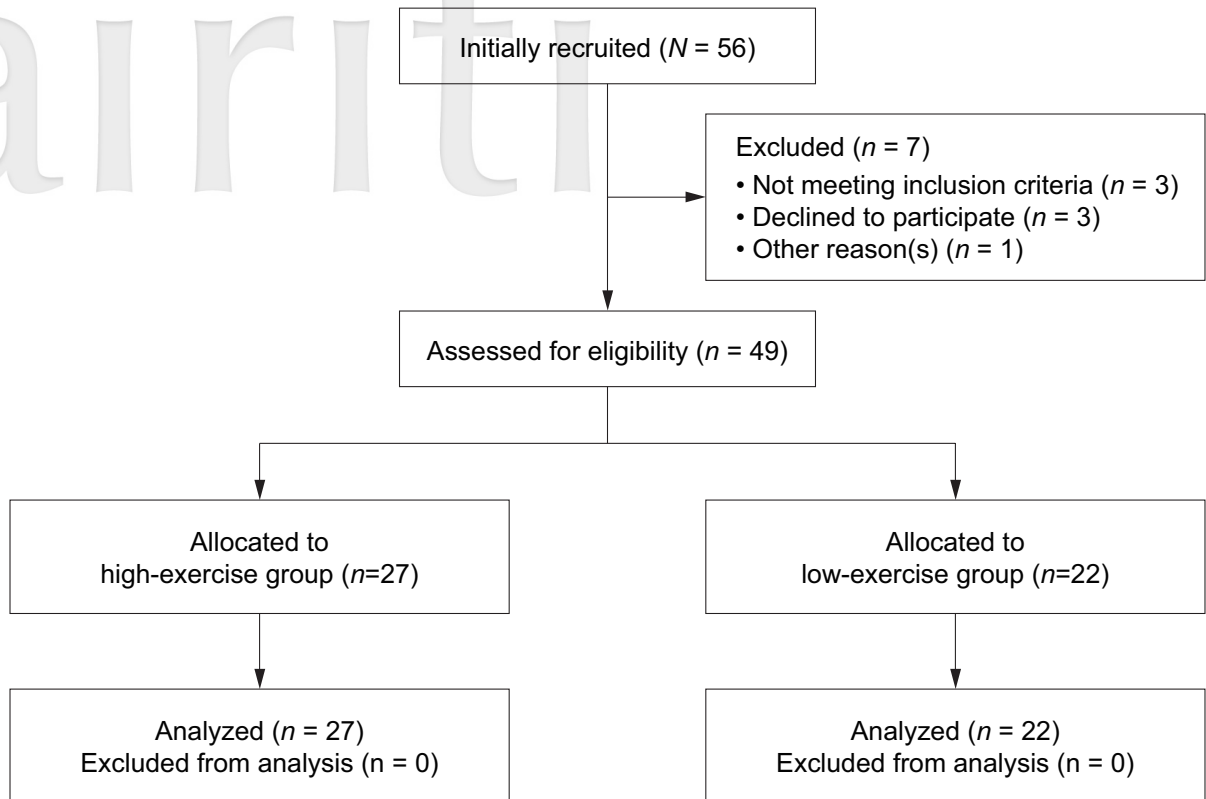 airiti
Initially recruited (N = 56)
Excluded (n = 7)
• Not meeting inclusion criteria (n = 3)
• Declined to participate (n = 3)
• Other reason(s) (n = 1)
Assessed for eligibility (n = 49)
Allocated to
high-exercise group (n=27)
Allocated to
low-exercise group (n=22)
Analyzed (n = 27)
Excluded from analysis (n = 0)
Analyzed (n = 22)
Excluded from analysis (n = 0)